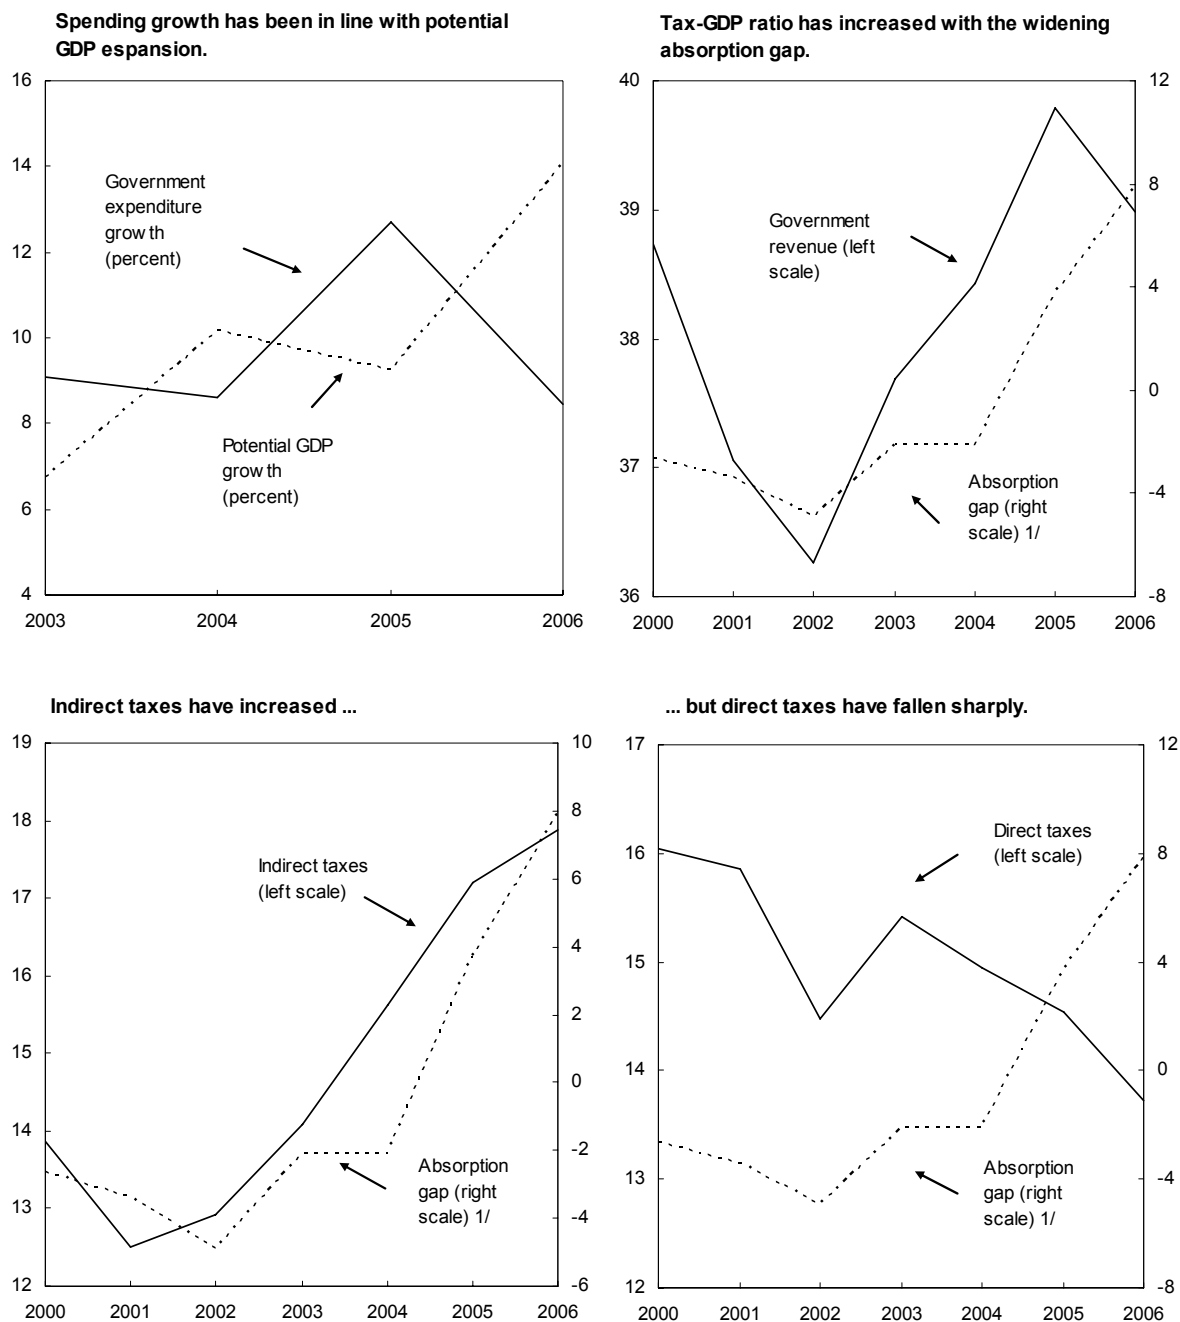 Spending growth has been in line with potential
GDP espansion.
16
14
12
10
8
6
4
Government
expenditure
growth
(percent)
Potential GDP
growth
(percent)
2003 2004 2005 2006
Tax-GDP ratio has increased with the widening
absorption gap.
40
39
38
37
36
12
8
4
0
-4
-8
Government
revenue (left
scale)
Absorption
gap (right
scale) 1/
2000 2001 2002 2003 2004 2005 2006
Indirect taxes have increased ...
19
18
17
16
15
14
13
12
10
8
6
4
2
0
-2
-4
-6
Indirect taxes
(left scale)
Absorption
gap (right
scale) 1/
2000 2001 2002 2003 2004 2005 2006
... but direct taxes have fallen sharply.
17
16
15
14
13
12
12
8
4
0
-4
-8
Direct taxes
(left scale)
Absorption
gap (right
scale) 1/
2000 2001 2002 2003 2004 2005 2006